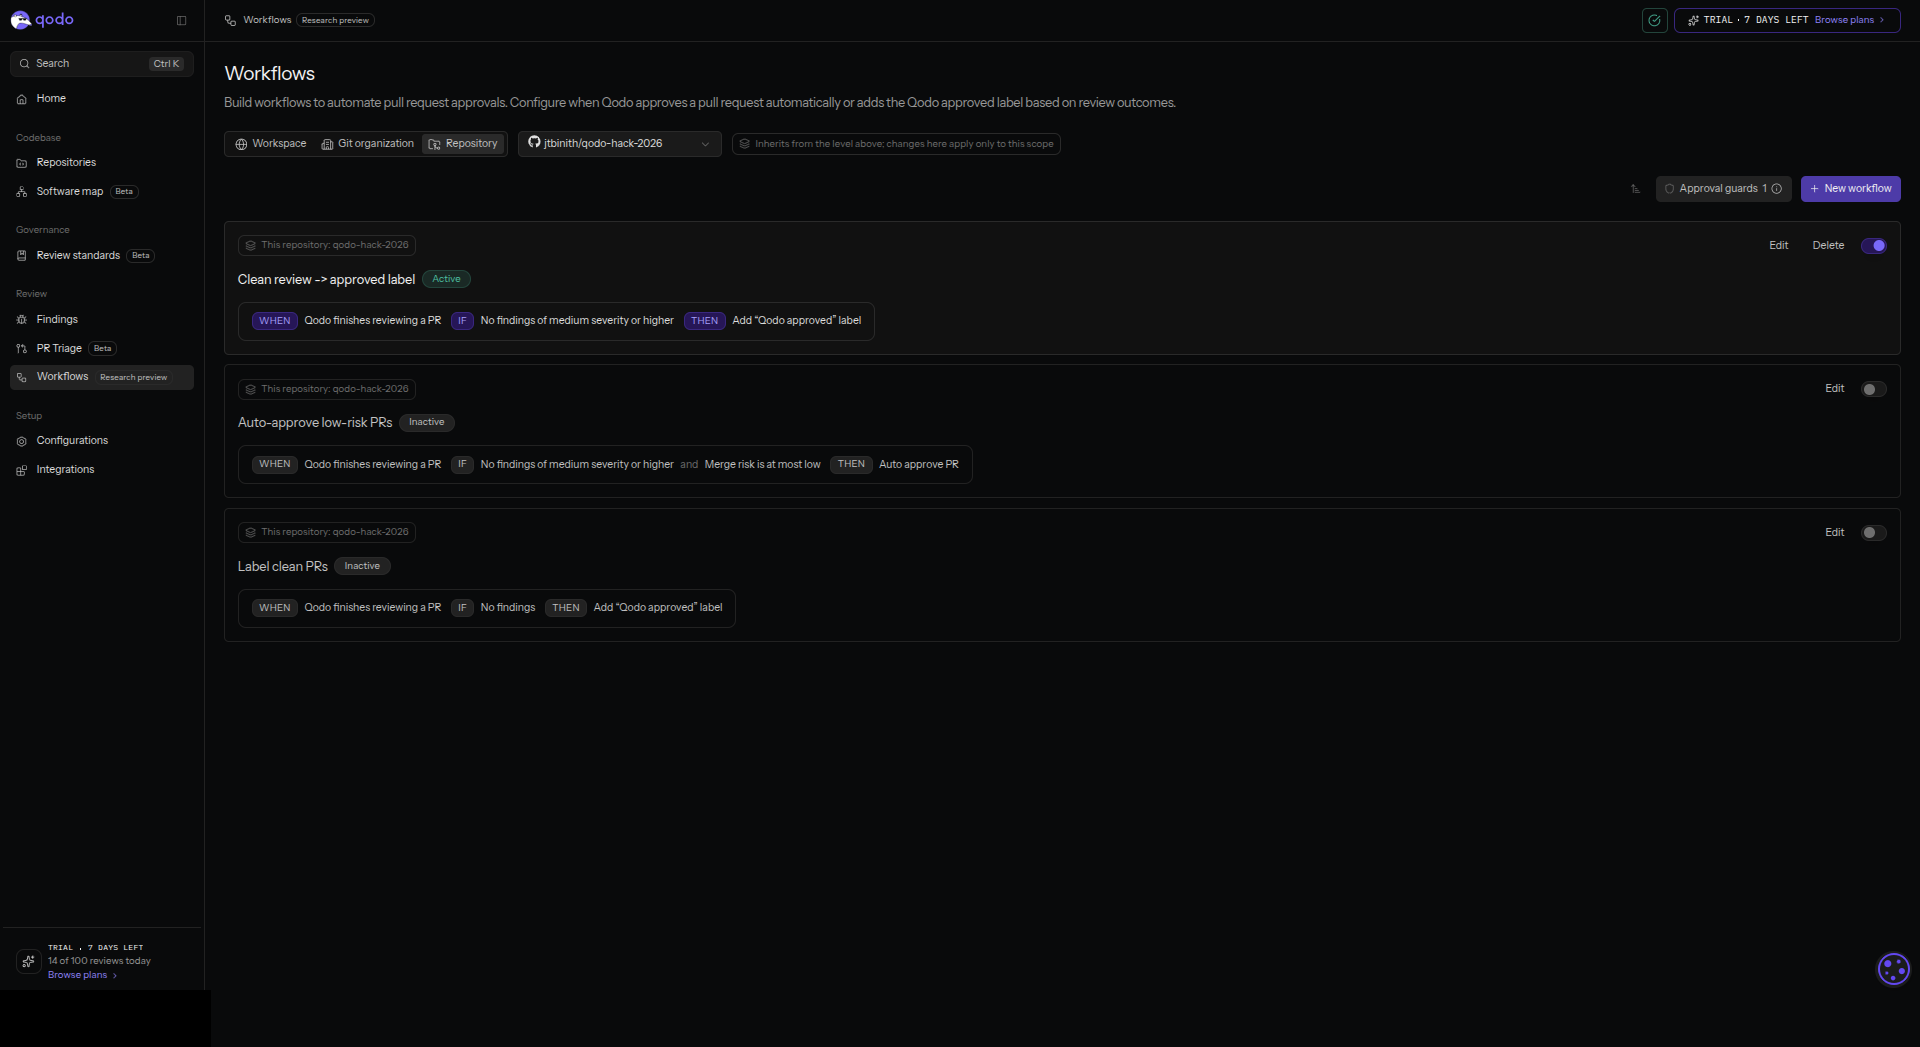 qodo
Workflows Research preview
TRIAL · 7 DAYS LEFT Browse plans
Search Ctrl K
Home
Codebase
Repositories
Software map Beta
Governance
Review standards Beta
Review
Findings
PR Triage Beta
Workflows Research preview
Setup
Configurations
Integrations
TRIAL · 7 DAYS LEFT
14 of 100 reviews today
Browse plans
Workflows
Build workflows to automate pull request approvals. Configure when Qodo approves a pull request automatically or adds the Qodo approved label based on review outcomes.
Workspace Git organization Repository jtbinith/qodo-hack-2026 Inherits from the level above; changes here apply only to this scope
Approval guards 1 + New workflow
This repository: qodo-hack-2026 Edit Delete
Clean review -> approved label Active
WHEN Qodo finishes reviewing a PR IF No findings of medium severity or higher THEN Add “Qodo approved” label
This repository: qodo-hack-2026 Edit
Auto-approve low-risk PRs Inactive
WHEN Qodo finishes reviewing a PR IF No findings of medium severity or higher and Merge risk is at most low THEN Auto approve PR
This repository: qodo-hack-2026 Edit
Label clean PRs Inactive
WHEN Qodo finishes reviewing a PR IF No findings THEN Add “Qodo approved” label